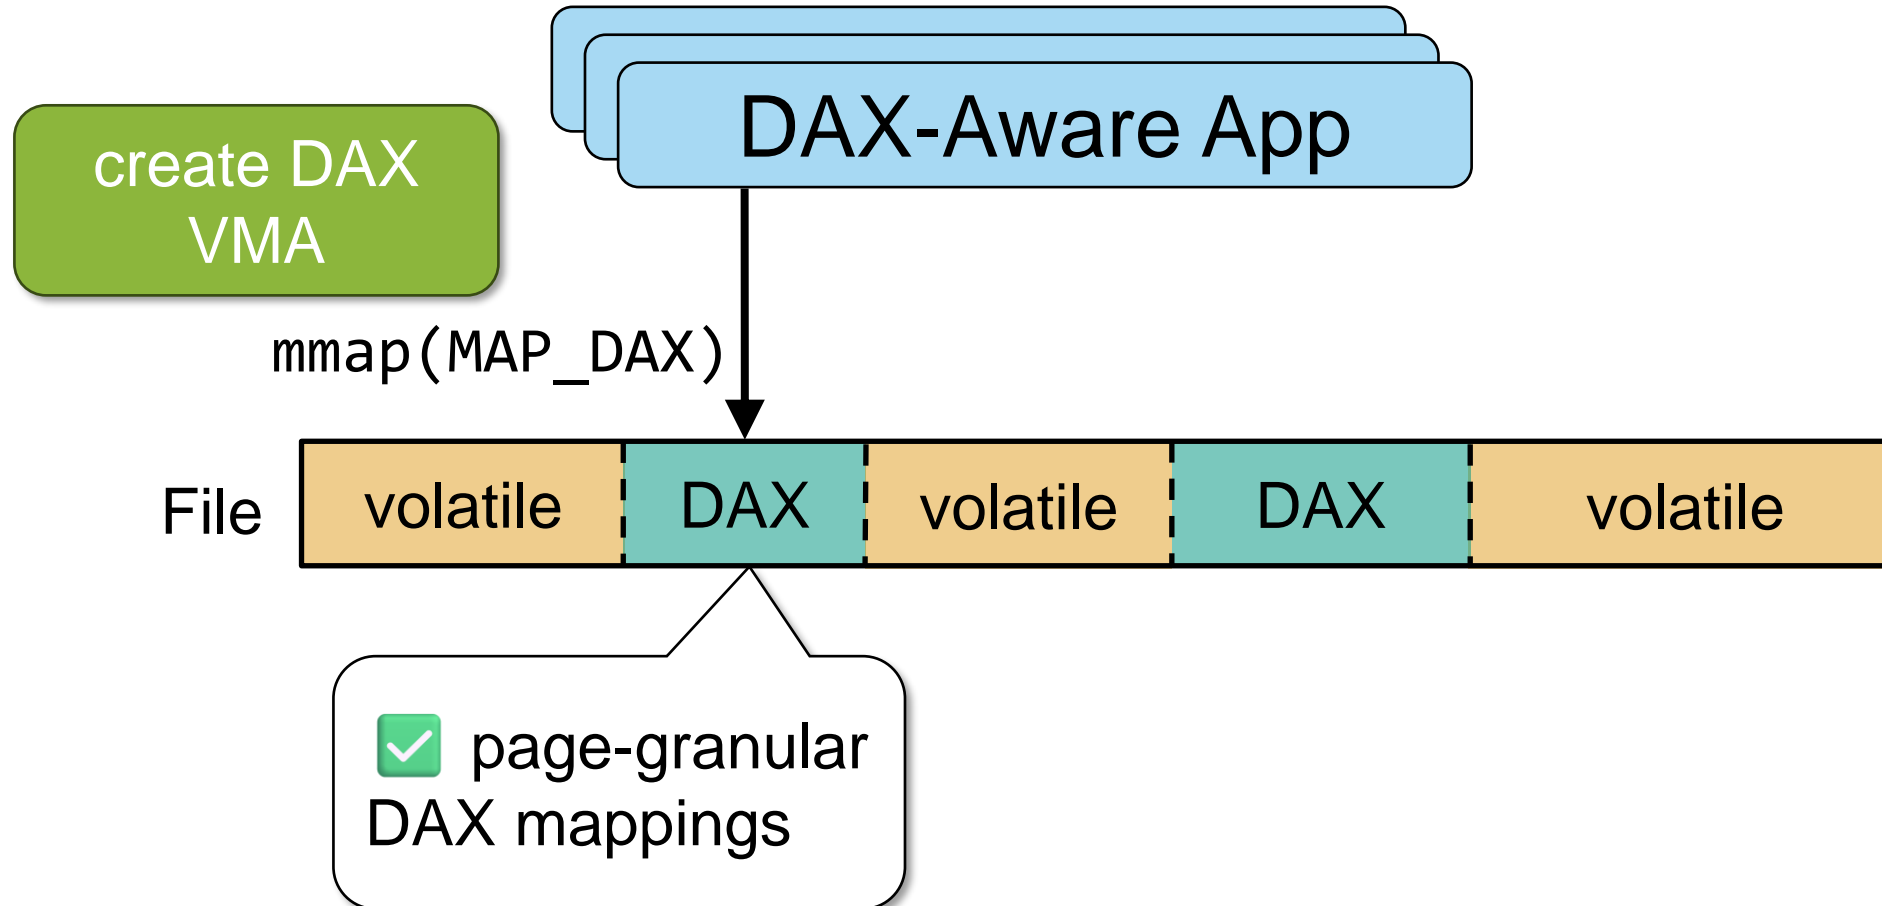 DAX-Aware App
create DAX
VMA
mmap(MAP_DAX)
File
volatile
DAX
volatile
DAX
volatile
✅ page-granular
DAX mappings